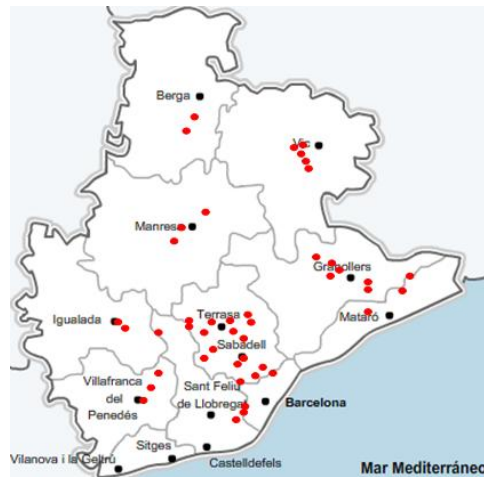 Berga
Vic
Manresa
Granollers
Igualada
Terrasa
Mataró
Sabadell
Villafranca
del
Penedés
Sant Feliu
de Llobregat
Barcelona
Sitges
Vilanova i la Geltrú
Castelldefels
Mar Mediterráneo